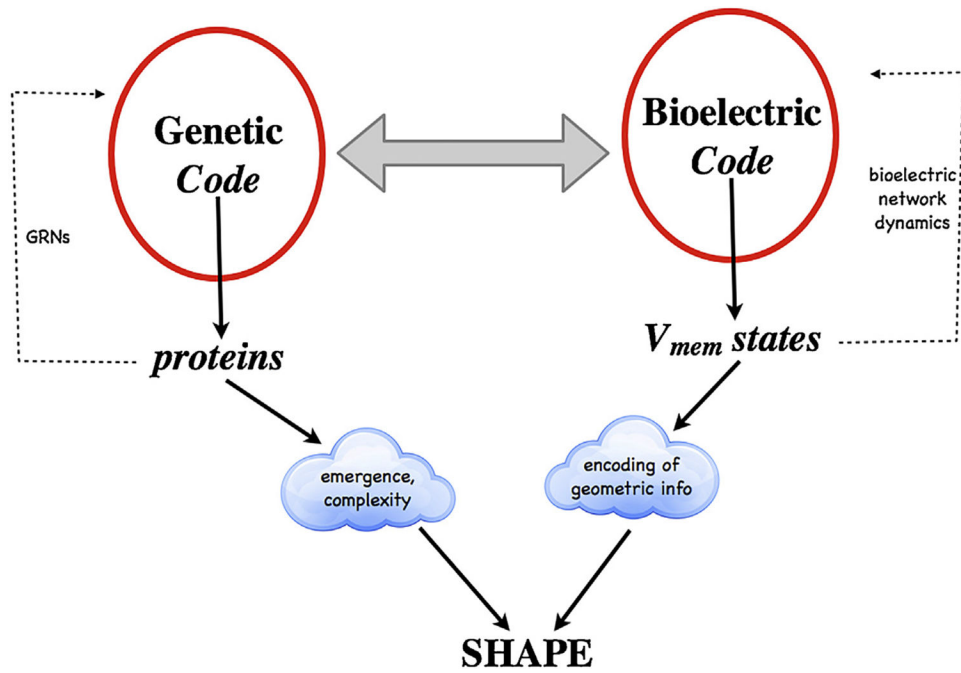 Genetic
Code
Bioelectric
Code
GRNs
bioelectric
network
dynamics
proteins
Vmem states
emergence,
complexity
encoding of
geometric info
SHAPE